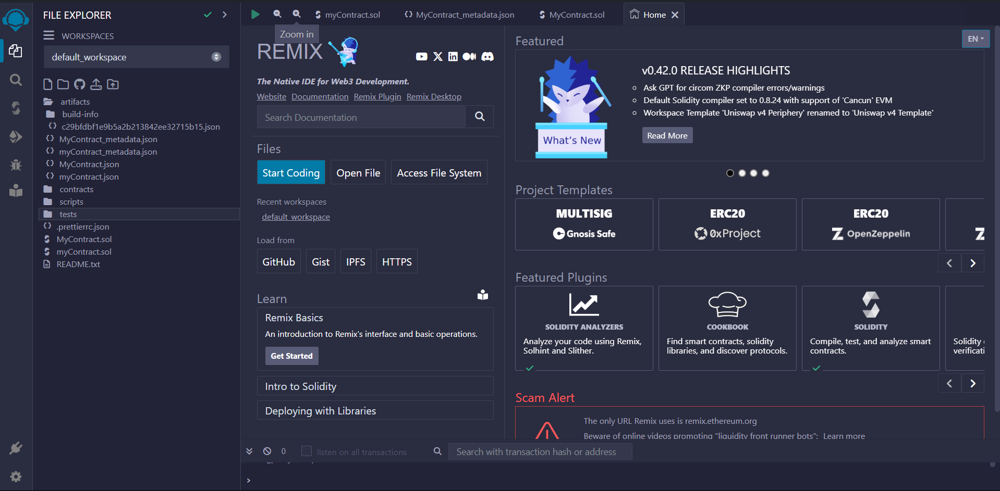 FILE EXPLORER
WORKSPACES
default_workspace
artifacts
build-info
c29bfdbf1e9b5a2b213842ee32715b15.json
MyContract_metadata.json
myContract_metadata.json
MyContract.json
myContract.json
contracts
scripts
tests
.prettierrc.json
MyContract.sol
myContract.sol
README.txt
myContract.sol
MyContract_metadata.json
MyContract.sol
Home
Zoom in
REMIX
The Native IDE for Web3 Development.
Website Documentation Remix Plugin Remix Desktop
Search Documentation
Files
Start Coding
Open File
Access File System
Recent workspaces
default_workspace
Load from
GitHub
Gist
IPFS
HTTPS
Learn
Remix Basics
An introduction to Remix's interface and basic operations.
Get Started
Intro to Solidity
Deploying with Libraries
Featured
EN
What's New
v0.42.0 RELEASE HIGHLIGHTS
Ask GPT for circom ZKP compiler errors/warnings
Default Solidity compiler set to 0.8.24 with support of 'Cancun' EVM
Workspace Template 'Uniswap v4 Periphery' renamed to 'Uniswap v4 Template'
Read More
Project Templates
MULTISIG
Gnosis Safe
ERC20
0xProject
ERC20
OpenZeppelin
Featured Plugins
SOLIDITY ANALYZERS
Analyze your code using Remix,
Solhint and Slither.
COOKBOOK
Find smart contracts, solidity
libraries, and discover protocols.
SOLIDITY
Compile, test, and analyze smart
contracts.
Solidity
Scam Alert
The only URL Remix uses is remix.ethereum.org
Beware of online videos promoting "liquidity front runner bots": Learn more
0
listen on all transactions
Search with transaction hash or address
>